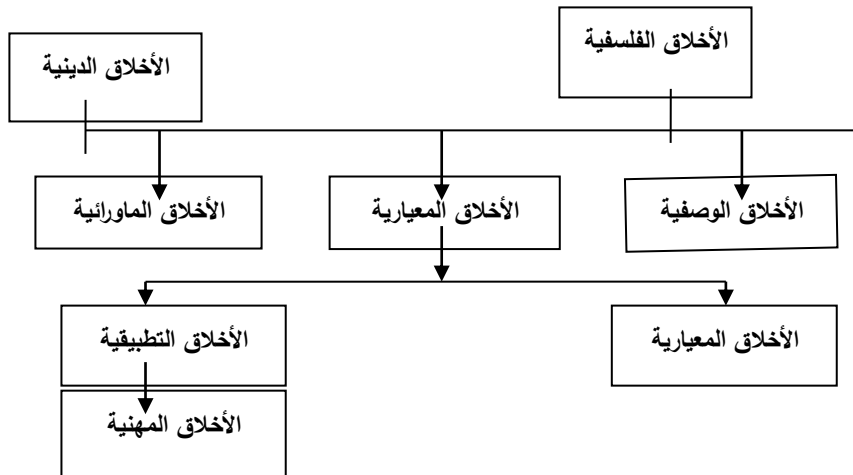 الأخلاق الفلسفية
الأخلاق الدينية
الأخلاق الوصفية
الأخلاق المعيارية
الأخلاق الماورائية
الأخلاق المعيارية
الأخلاق التطبيقية
الأخلاق المهنية